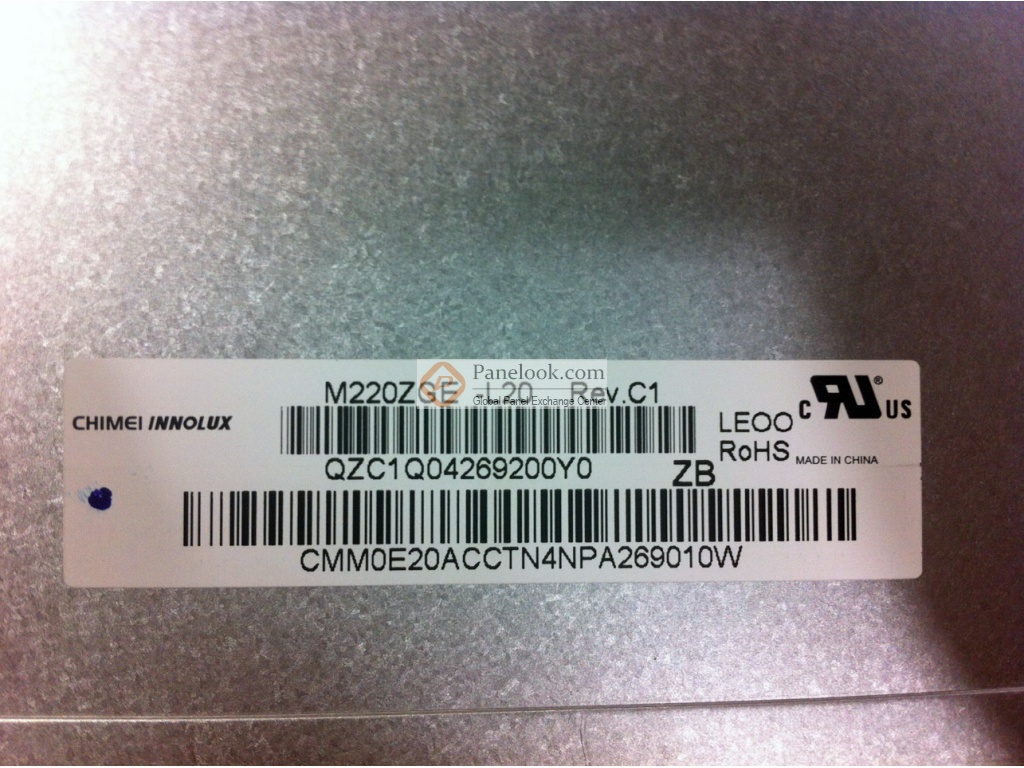 Panelook.com
Global Panel Exchange Center
M220ZGE -L20 Rev.C1
CHIMEI INNOLUX
QZC1Q04269200Y0
ZB
LEOO
RoHS
MADE IN CHINA
C RU ® US
CMM0E20ACCTN4NPA269010W